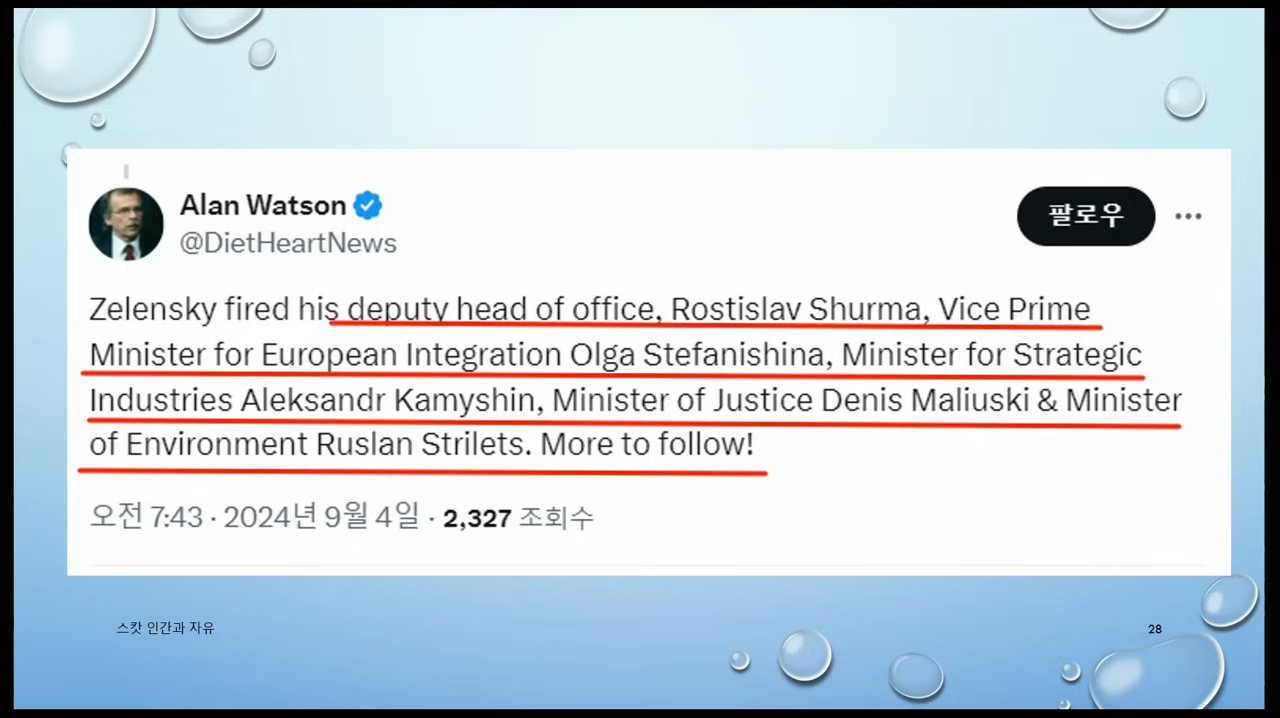 Alan Watson
@DietHeartNews
팔로우
Zelensky fired his deputy head of office, Rostislav Shurma, Vice Prime
Minister for European Integration Olga Stefanishina, Minister for Strategic
Industries Aleksandr Kamyshin, Minister of Justice Denis Maliuski & Minister
of Environment Ruslan Strilets. More to follow!
오전 7:43 · 2024년 9월 4일 · 2,327 조회수
스캇 인간과 자유
28